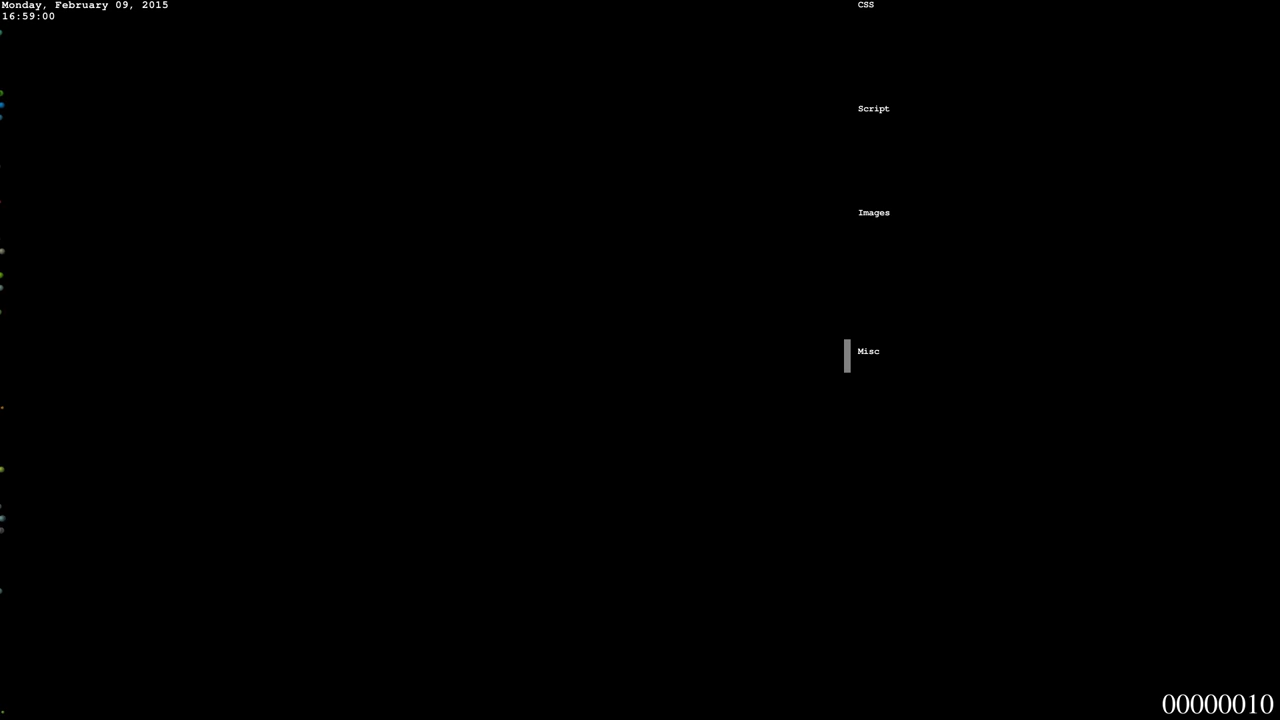 Monday, February 09, 2015
16:59:00
CSS
Script
Images
Misc
00000010